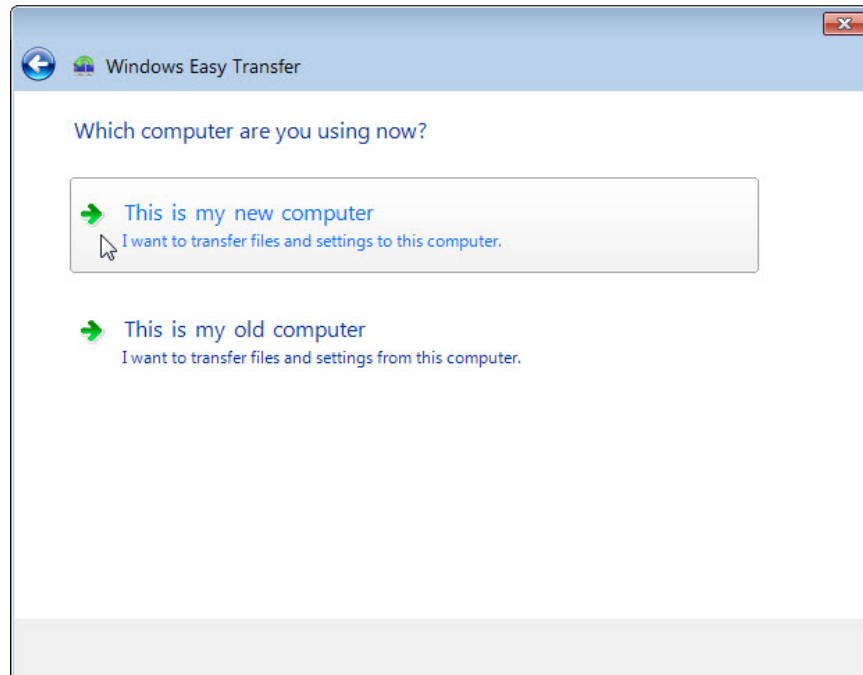 Windows Easy Transfer
Which computer are you using now?
This is my new computer
I want to transfer files and settings to this computer.
This is my old computer
I want to transfer files and settings from this computer.